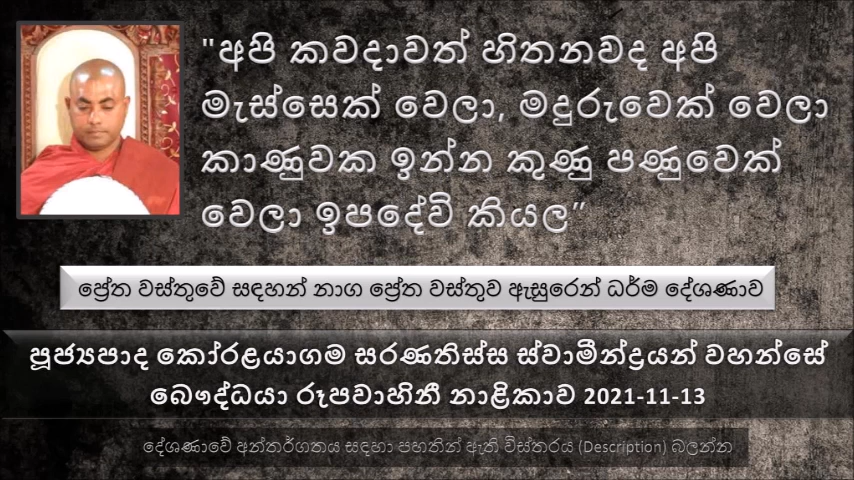 "අපි කවදාවත් හිතනවද අපි
මැස්සෙක් වෙලා, මදුරුවෙක් වෙලා
කාණුවක ඉන්න කුණු පණුවෙක්
වෙලා ඉපදේවි කියල"
ප්‍රේත වස්තුවේ සඳහන් නාග ප්‍රේත වස්තුව ඇසුරෙන් ධර්ම දේශණාව
පූජ්‍යපාද කෝරළයාගම සරණතිස්ස ස්වාමීන්ද්‍රයන් වහන්සේ
බෞද්ධයා රූපවාහිනී නාළිකාව 2021-11-13
දේශණාවේ අන්තර්ගතය සඳහා පහතින් ඇති විස්තරය (Description) බලන්න